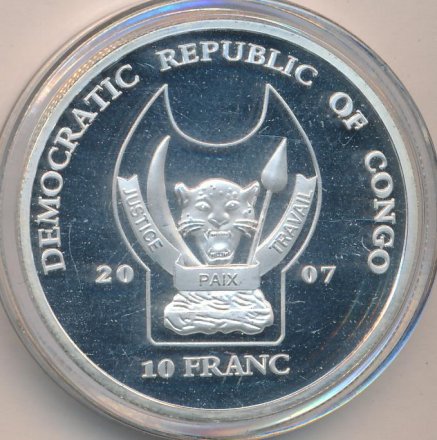 DEMOCRATIC REPUBLIC OF CONGO
JUSTICE
TRAVAIL
20 07
PAIX
10 FRANC